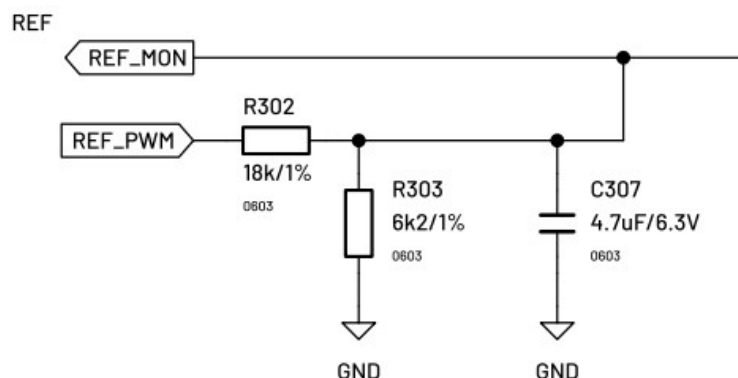 REF
REF_MON
REF_PWM
R302
18k/1%
0603
R303
6k2/1%
0603
C307
4.7uF/6.3V
0603
GND
GND